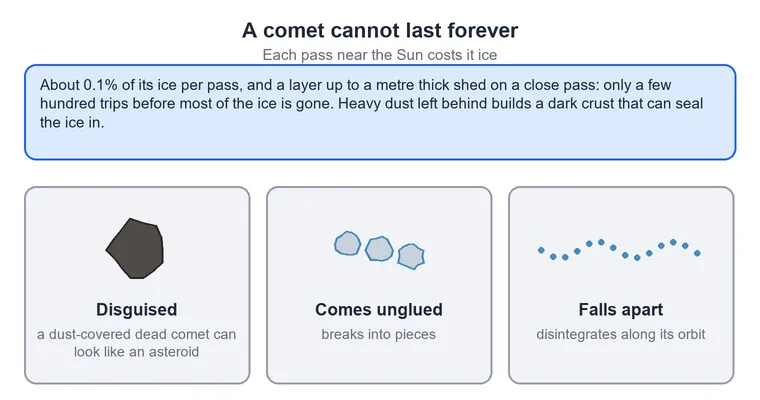 A comet cannot last forever
Each pass near the Sun costs it ice
About 0.1% of its ice per pass, and a layer up to a metre thick shed on a close pass: only a few
hundred trips before most of the ice is gone. Heavy dust left behind builds a dark crust that can seal
the ice in.
Disguised
a dust-covered dead comet can
look like an asteroid
Comes unglued
breaks into pieces
Falls apart
disintegrates along its orbit